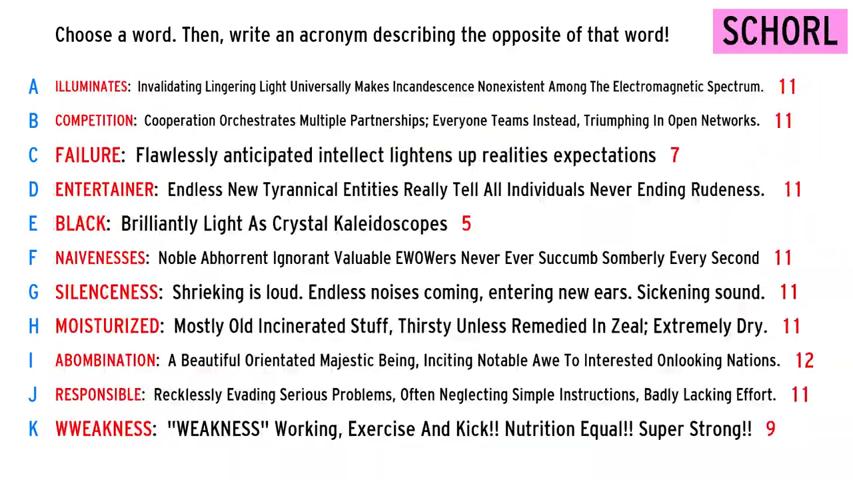 Choose a word. Then, write an acronym describing the opposite of that word!
SCHORL
A ILLUMINATES: Invalidating Lingering Light Universally Makes Incandescence Nonexistent Among The Electromagnetic Spectrum. 11
B COMPETITION: Cooperation Orchestrates Multiple Partnerships; Everyone Teams Instead, Triumphing In Open Networks. 11
C FAILURE: Flawlessly anticipated intellect lightens up realities expectations 7
D ENTERTAINER: Endless New Tyrannical Entities Really Tell All Individuals Never Ending Rudeness. 11
E BLACK: Brilliantly Light As Crystal Kaleidoscopes 5
F NAIVENESSES: Noble Abhorrent Ignorant Valuable EWOWers Never Ever Succumb Somberly Every Second 11
G SILENCENESS: Shrieking is loud. Endless noises coming, entering new ears. Sickening sound. 11
H MOISTURIZED: Mostly Old Incinerated Stuff, Thirsty Unless Remedied In Zeal; Extremely Dry. 11
I ABOMBINATION: A Beautiful Orientated Majestic Being, Inciting Notable Awe To Interested Onlooking Nations. 12
J RESPONSIBLE: Recklessly Evading Serious Problems, Often Neglecting Simple Instructions, Badly Lacking Effort. 11
K WWEAKNESS: "WEAKNESS" Working, Exercise And Kick!! Nutrition Equal!! Super Strong!! 9